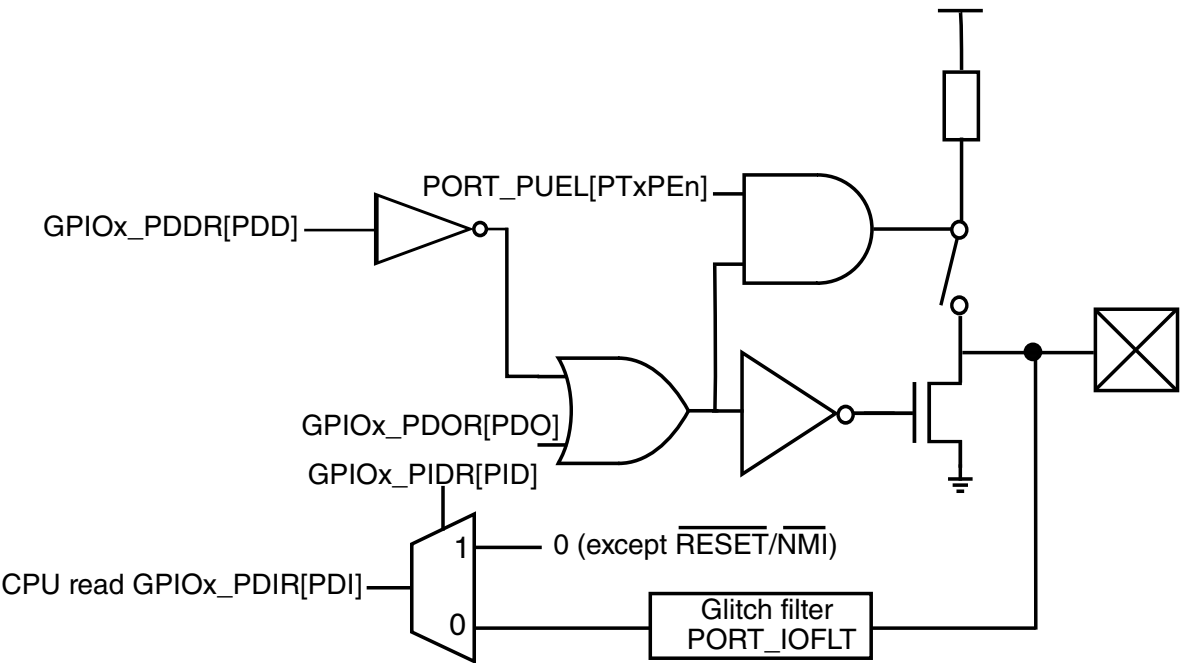 PORT_PUEL[PTxPEn]
GPIOx_PDDR[PDD]
GPIOx_PDOR[PDO]
GPIOx_PIDR[PID]
1
0 (except RESET/NMI)
CPU read GPIOx_PDIR[PDI]
0
Glitch filter
PORT_IOFLT